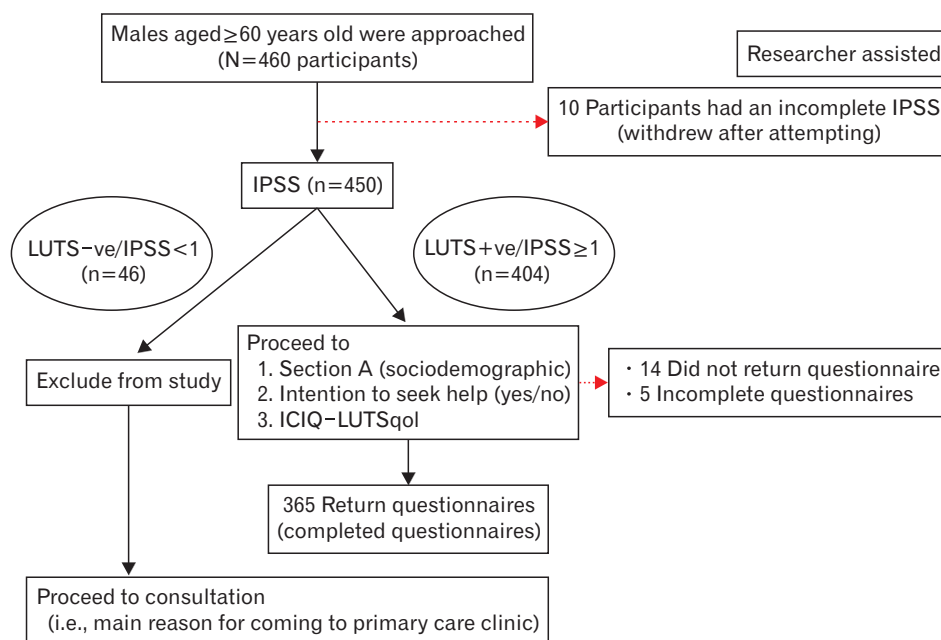 Males aged≥60 years old were approached
(N=460 participants)
Researcher assisted
10 Participants had an incomplete IPSS
(withdrew after attempting)
IPSS (n=450)
LUTS−ve/IPSS<1
(n=46)
LUTS+ve/IPSS≥1
(n=404)
Proceed to
1. Section A (sociodemographic)
2. Intention to seek help (yes/no)
3. ICIQ−LUTSqol
Exclude from study
· 14 Did not return questionnaire
· 5 Incomplete questionnaires
365 Return questionnaires
(completed questionnaires)
Proceed to consultation
(i.e., main reason for coming to primary care clinic)